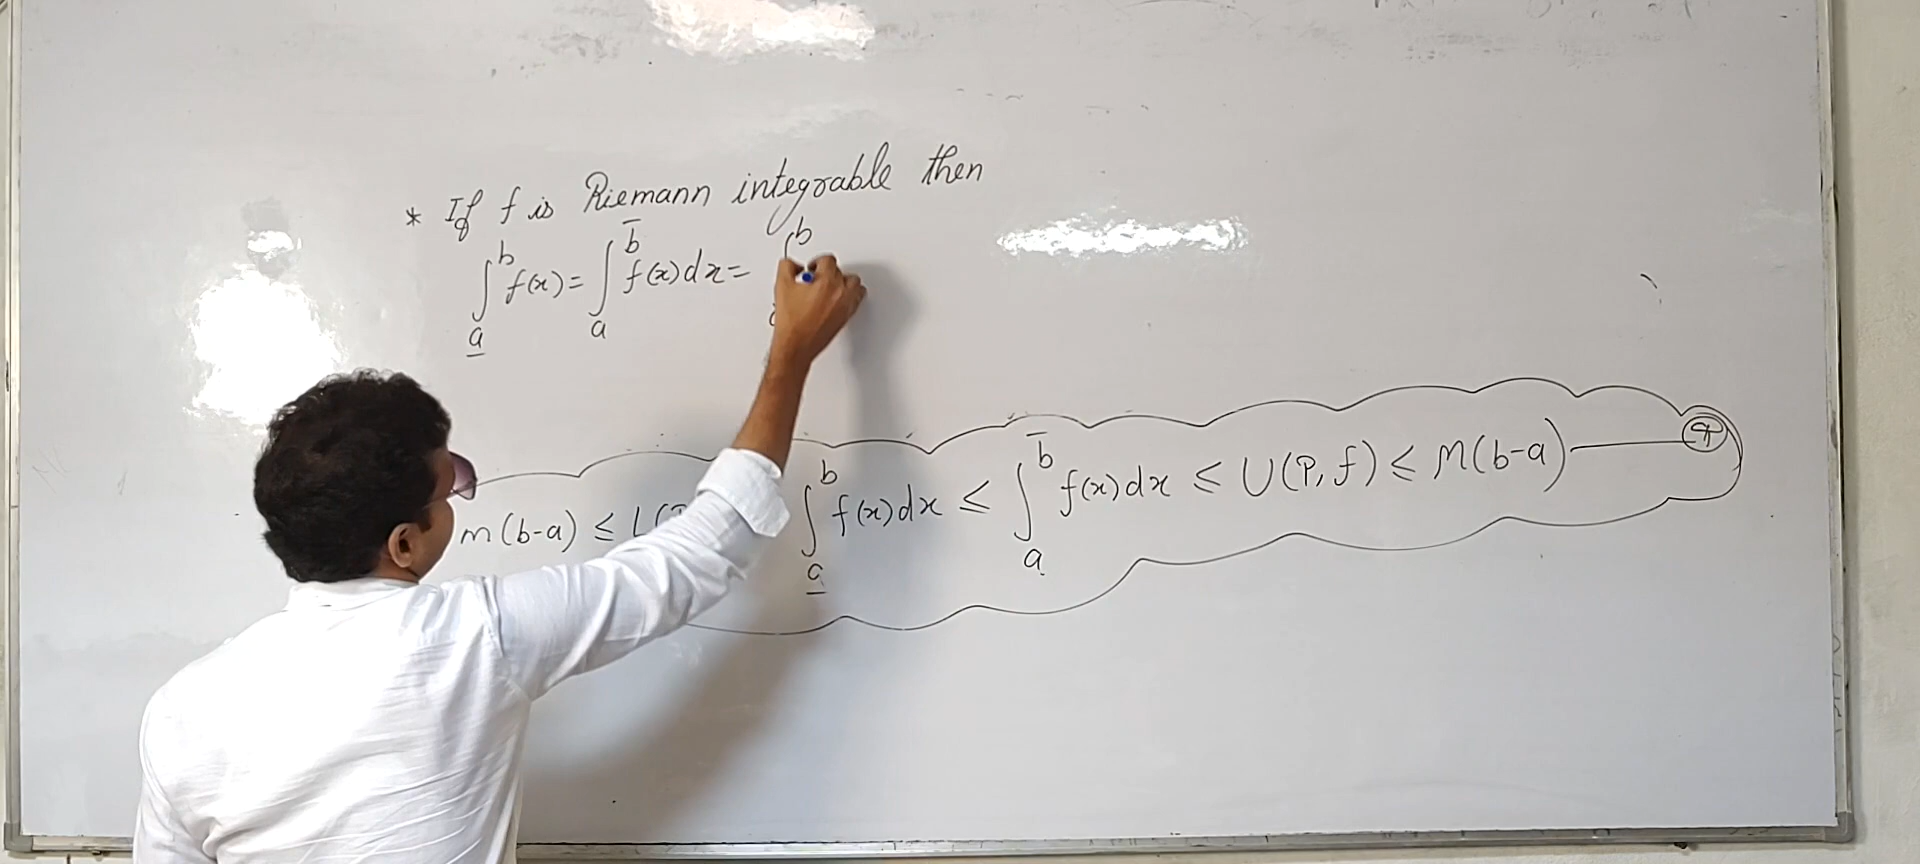 * If f is Riemann integrable then
∫_a̲^b f(x) = ∫_a^b̅ f(x)dx = ∫^b
m(b-a) ≤ L( ∫_a̲^b f(x)dx ≤ ∫_a^b̅ f(x)dx ≤ U(P,f) ≤ M(b-a)